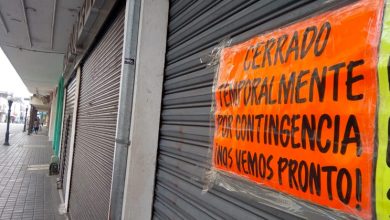 CERRADO
TEMPORALMENTE
POR CONTINGENCIA
¡NOS VEMOS PRONTO!